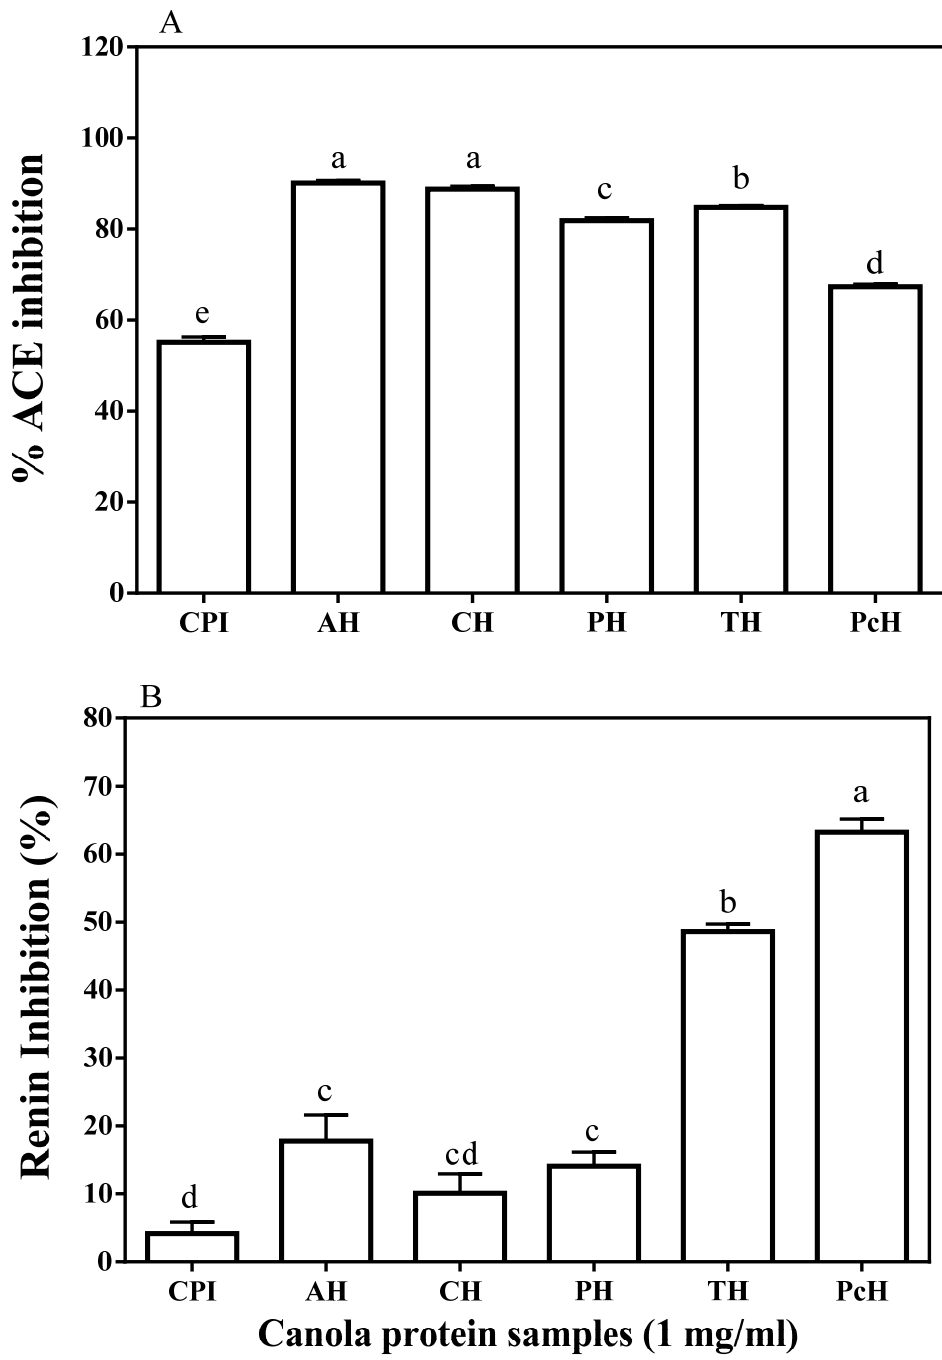 A
120
100
80
60
40
20
0
% ACE inhibition
e
a
a
c
b
d
CPI AH CH PH TH PcH
B
80
70
60
50
40
30
20
10
0
Renin Inhibition (%)
d
c
cd
c
b
a
CPI AH CH PH TH PcH
Canola protein samples (1 mg/ml)